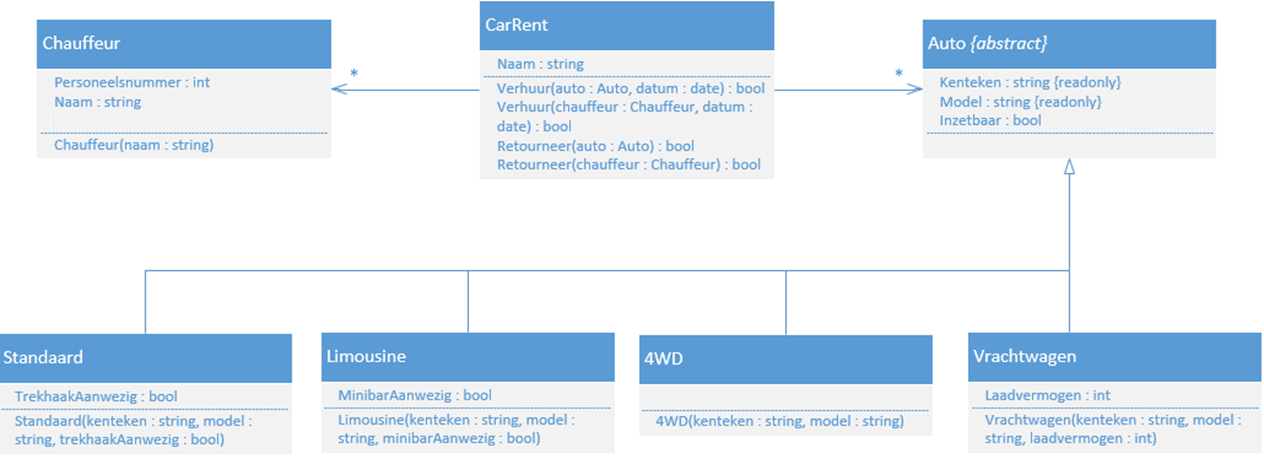 Chauffeur
Personeelsnummer : int
Naam : string
Chauffeur(naam : string)
CarRent
Naam : string
Verhuur(auto : Auto, datum : date) : bool
Verhuur(chauffeur : Chauffeur, datum :
date) : bool
Retourneer(auto : Auto) : bool
Retourneer(chauffeur : Chauffeur) : bool
Auto {abstract}
Kenteken : string {readonly}
Model : string {readonly}
Inzetbaar : bool
*
*
Standaard
TrekhaakAanwezig : bool
Standaard(kenteken : string, model :
string, trekhaakAanwezig : bool)
Limousine
MinibarAanwezig : bool
Limousine(kenteken : string, model :
string, minibarAanwezig : bool)
4WD
4WD(kenteken : string, model : string)
Vrachtwagen
Laadvermogen : int
Vrachtwagen(kenteken : string, model :
string, laadvermogen : int)